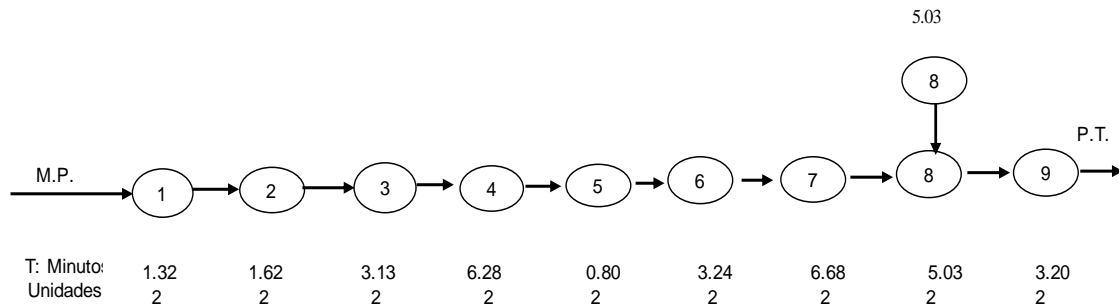 5.03
8
M.P.
P.T.
1 2 3 4 5 6 7 8 9
T: Minutos 1.32 1.62 3.13 6.28 0.80 3.24 6.68 5.03 3.20
Unidades 2 2 2 2 2 2 2 2 2